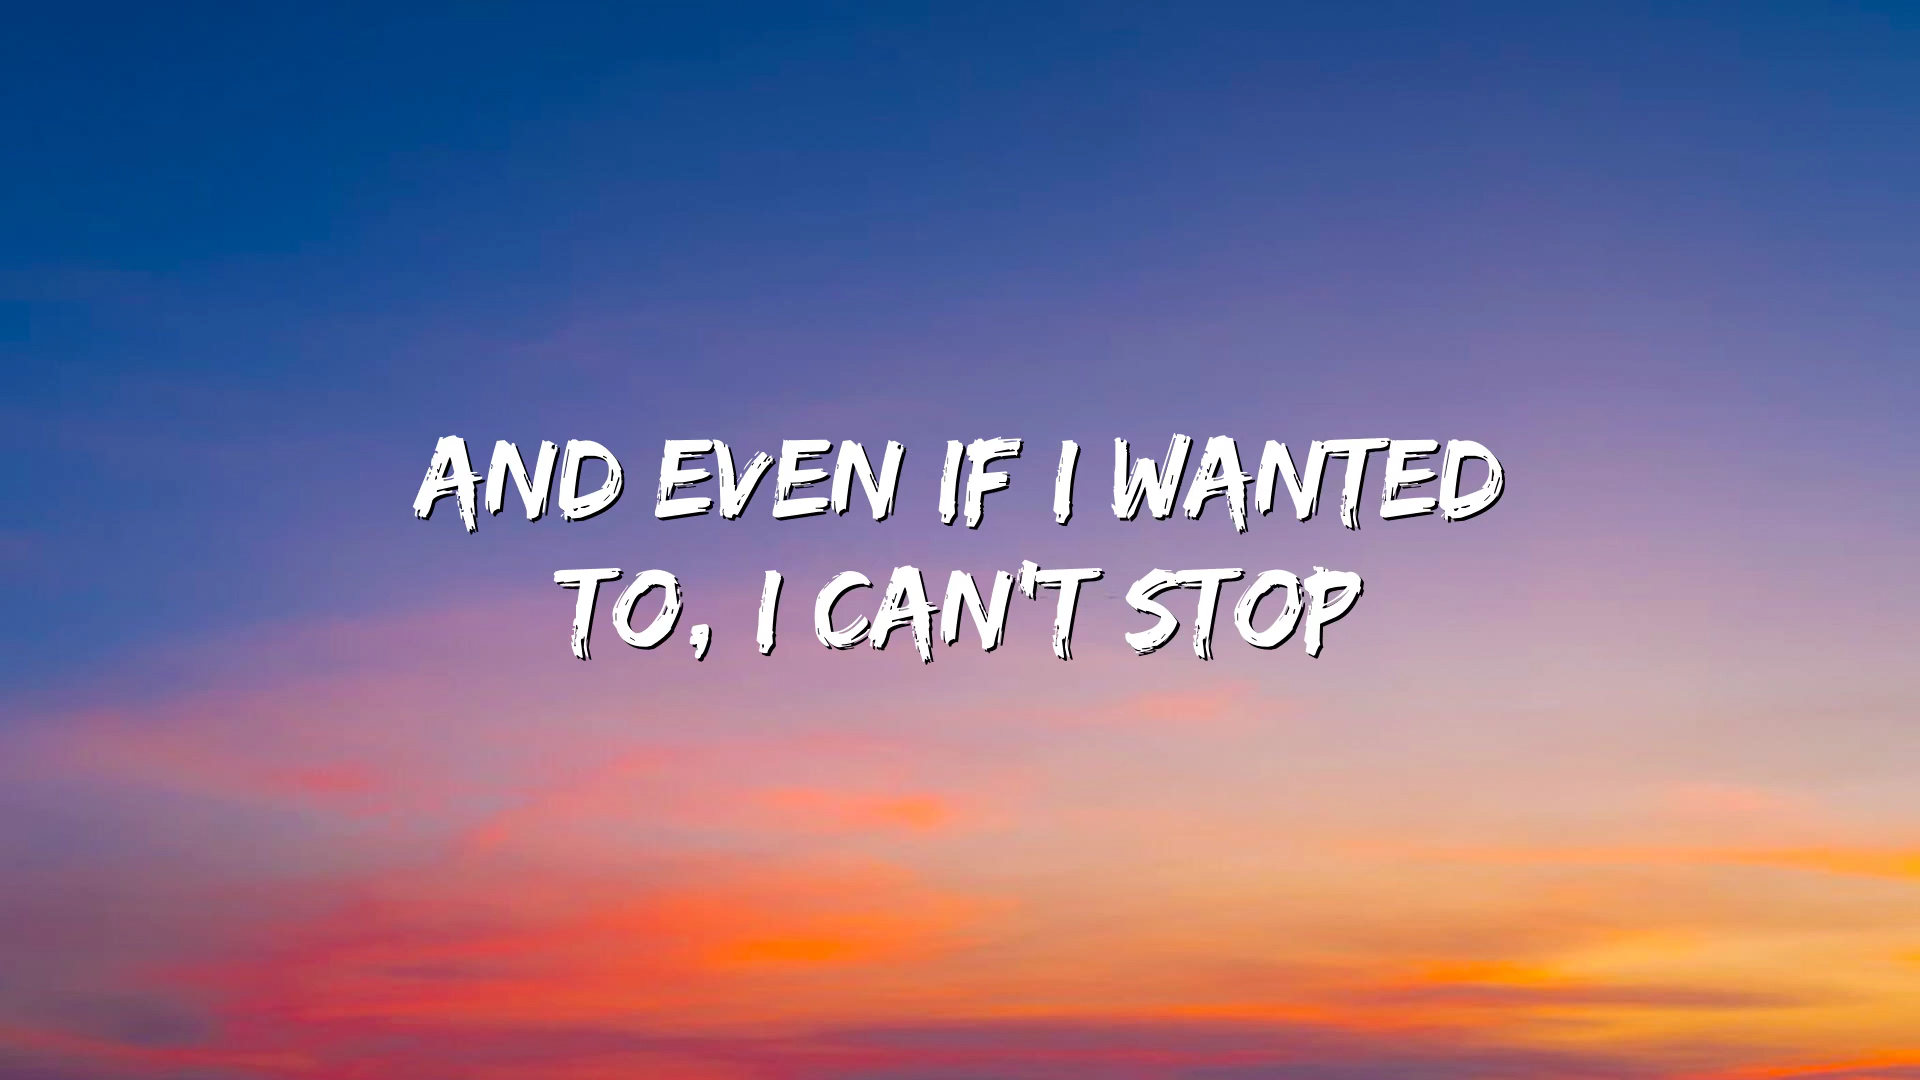 AND EVEN IF I WANTED
TO, I CAN'T STOP